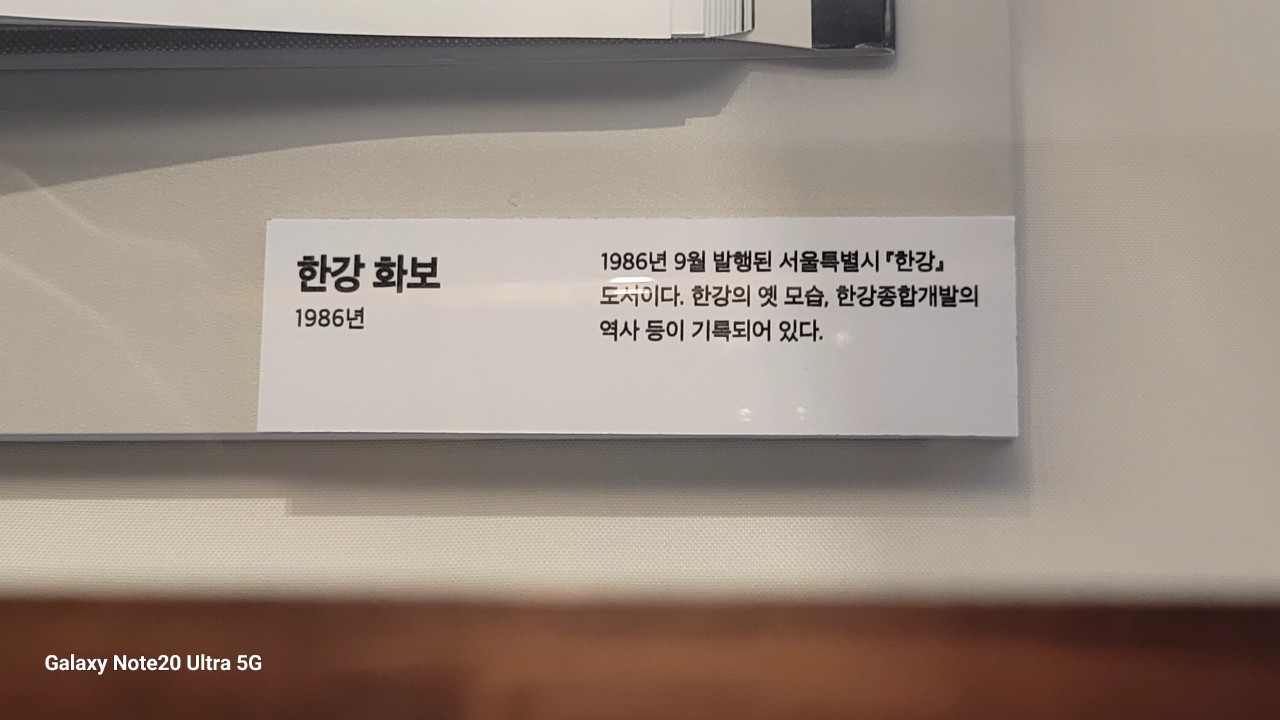 한강 화보
1986년
1986년 9월 발행된 서울특별시 『한강』
도서이다. 한강의 옛 모습, 한강종합개발의
역사 등이 기록되어 있다.
Galaxy Note20 Ultra 5G